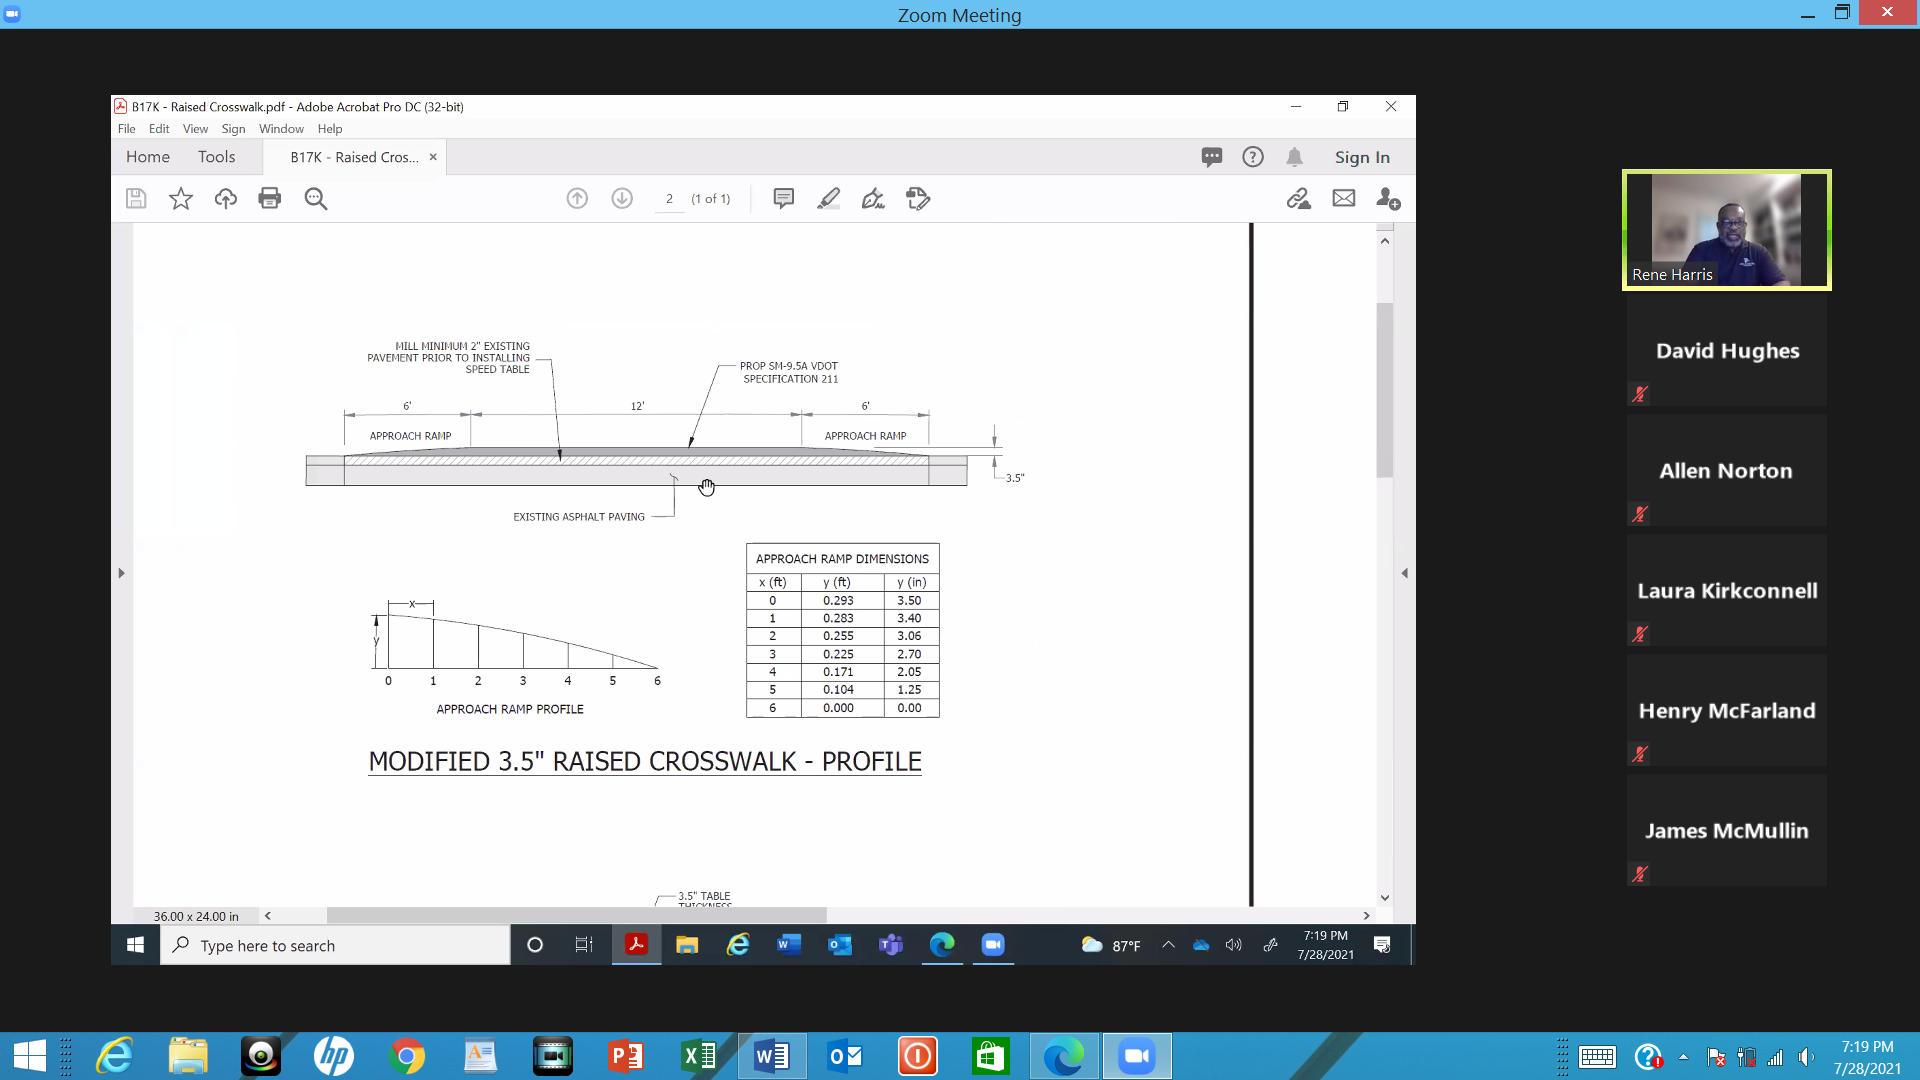 Zoom Meeting
B17K - Raised Crosswalk.pdf - Adobe Acrobat Pro DC (32-bit)
File Edit View Sign Window Help
Home Tools B17K - Raised Cros... ×
Sign In
2 (1 of 1)
MILL MINIMUM 2" EXISTING
PAVEMENT PRIOR TO INSTALLING
SPEED TABLE
PROP SM-9.5A VDOT
SPECIFICATION 211
6' 12' 6'
APPROACH RAMP APPROACH RAMP
3.5"
EXISTING ASPHALT PAVING
APPROACH RAMP DIMENSIONS
x (ft) y (ft) y (in)
0 0.293 3.50
1 0.283 3.40
2 0.255 3.06
3 0.225 2.70
4 0.171 2.05
5 0.104 1.25
6 0.000 0.00
x
y
0 1 2 3 4 5 6
APPROACH RAMP PROFILE
MODIFIED 3.5" RAISED CROSSWALK - PROFILE
3.5" TABLE
THICKNESS
36.00 x 24.00 in
Type here to search
87°F
7:19 PM
7/28/2021
Rene Harris
David Hughes
Allen Norton
Laura Kirkconnell
Henry McFarland
James McMullin
7:19 PM
7/28/2021